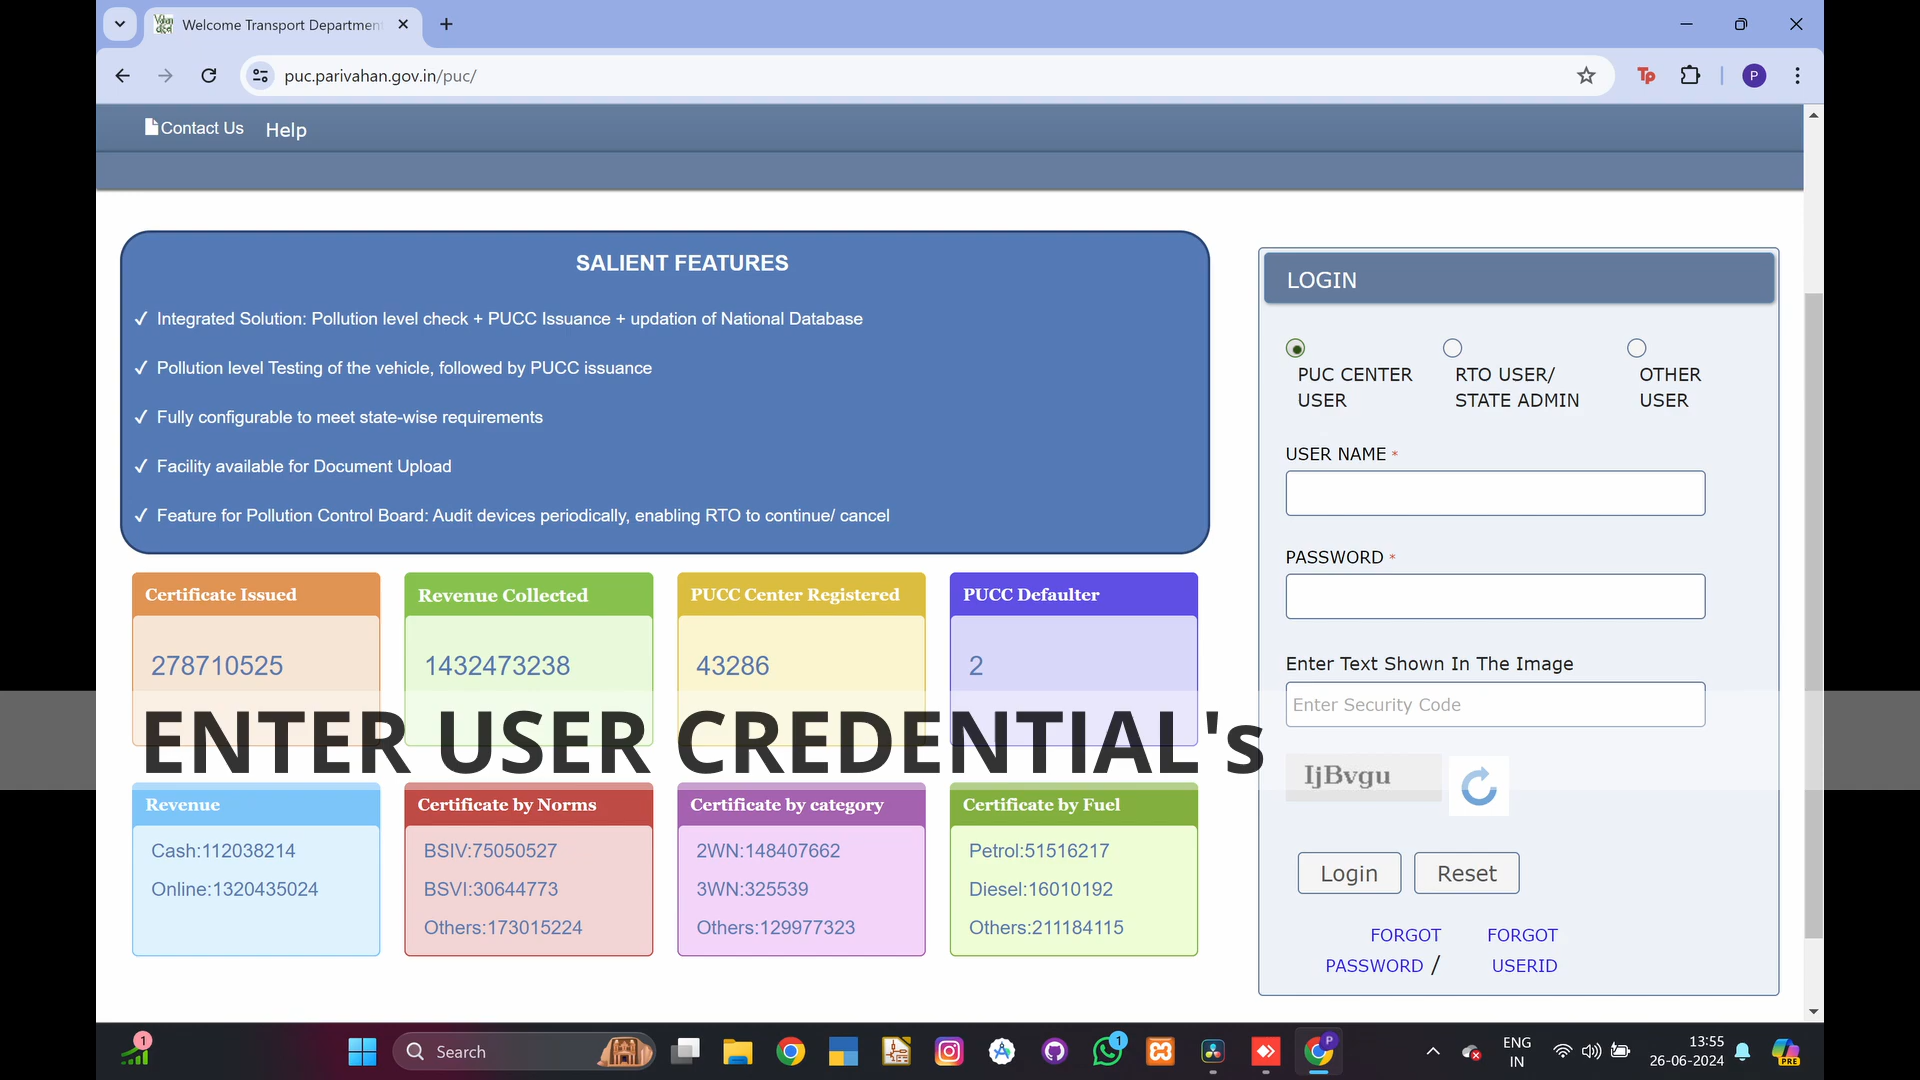 Welcome Transport Departmen
puc.parivahan.gov.in/puc/
Tp
P
Contact Us
Help
SALIENT FEATURES
✓ Integrated Solution: Pollution level check + PUCC Issuance + updation of National Database
✓ Pollution level Testing of the vehicle, followed by PUCC issuance
✓ Fully configurable to meet state-wise requirements
✓ Facility available for Document Upload
✓ Feature for Pollution Control Board: Audit devices periodically, enabling RTO to continue/ cancel
Certificate Issued
278710525
Revenue Collected
1432473238
PUCC Center Registered
43286
PUCC Defaulter
2
ENTER USER CREDENTIAL's
Revenue
Cash:112038214
Online:1320435024
Certificate by Norms
BSIV:75050527
BSVI:30644773
Others:173015224
Certificate by category
2WN:148407662
3WN:325539
Others:129977323
Certificate by Fuel
Petrol:51516217
Diesel:16010192
Others:211184115
LOGIN
PUC CENTER
USER
RTO USER/
STATE ADMIN
OTHER
USER
USER NAME *
PASSWORD *
Enter Text Shown In The Image
Enter Security Code
IjBvgu
Login
Reset
FORGOT
PASSWORD /
FORGOT
USERID
1
Search
1
P
ENG
IN
13:55
26-06-2024
PRE